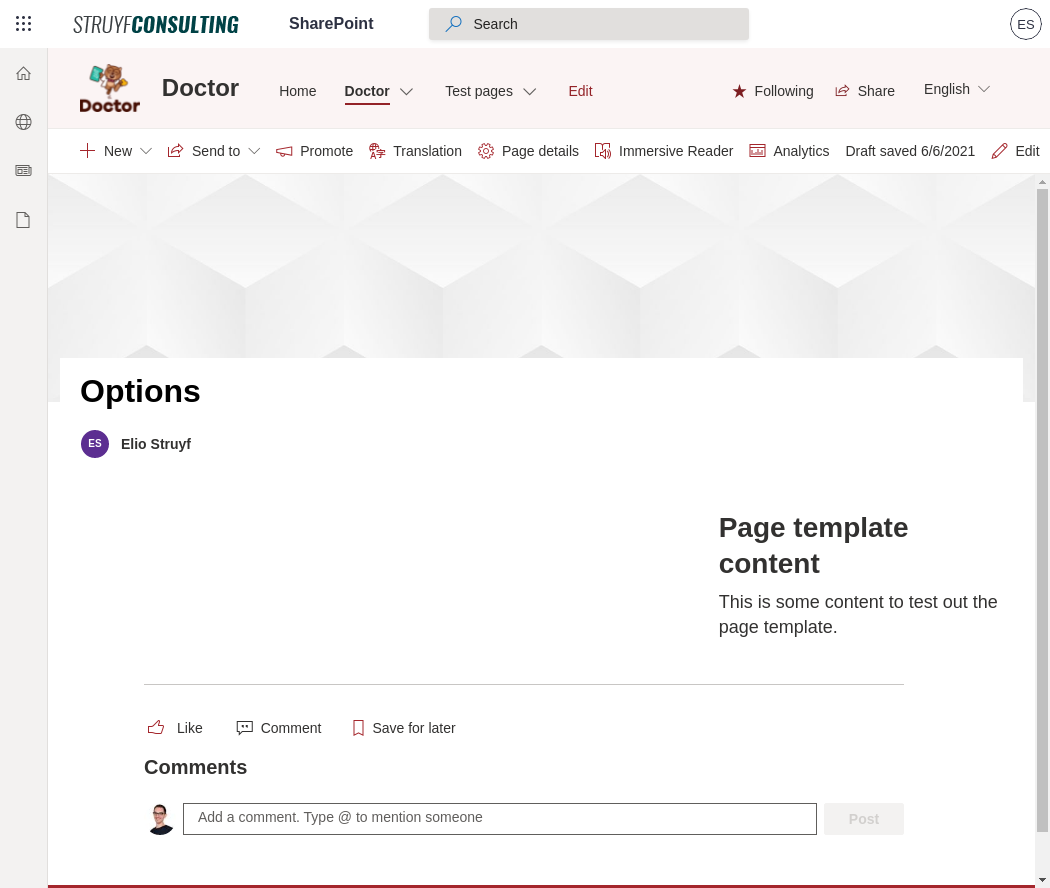 STRUYFCONSULTING SharePoint Search ES
Doctor Doctor Home Doctor Test pages Edit Following Share English
New Send to Promote Translation Page details Immersive Reader Analytics Draft saved 6/6/2021 Edit
Options
ES Elio Struyf
Page template
content
This is some content to test out the
page template.
Like Comment Save for later
Comments
Add a comment. Type @ to mention someone Post